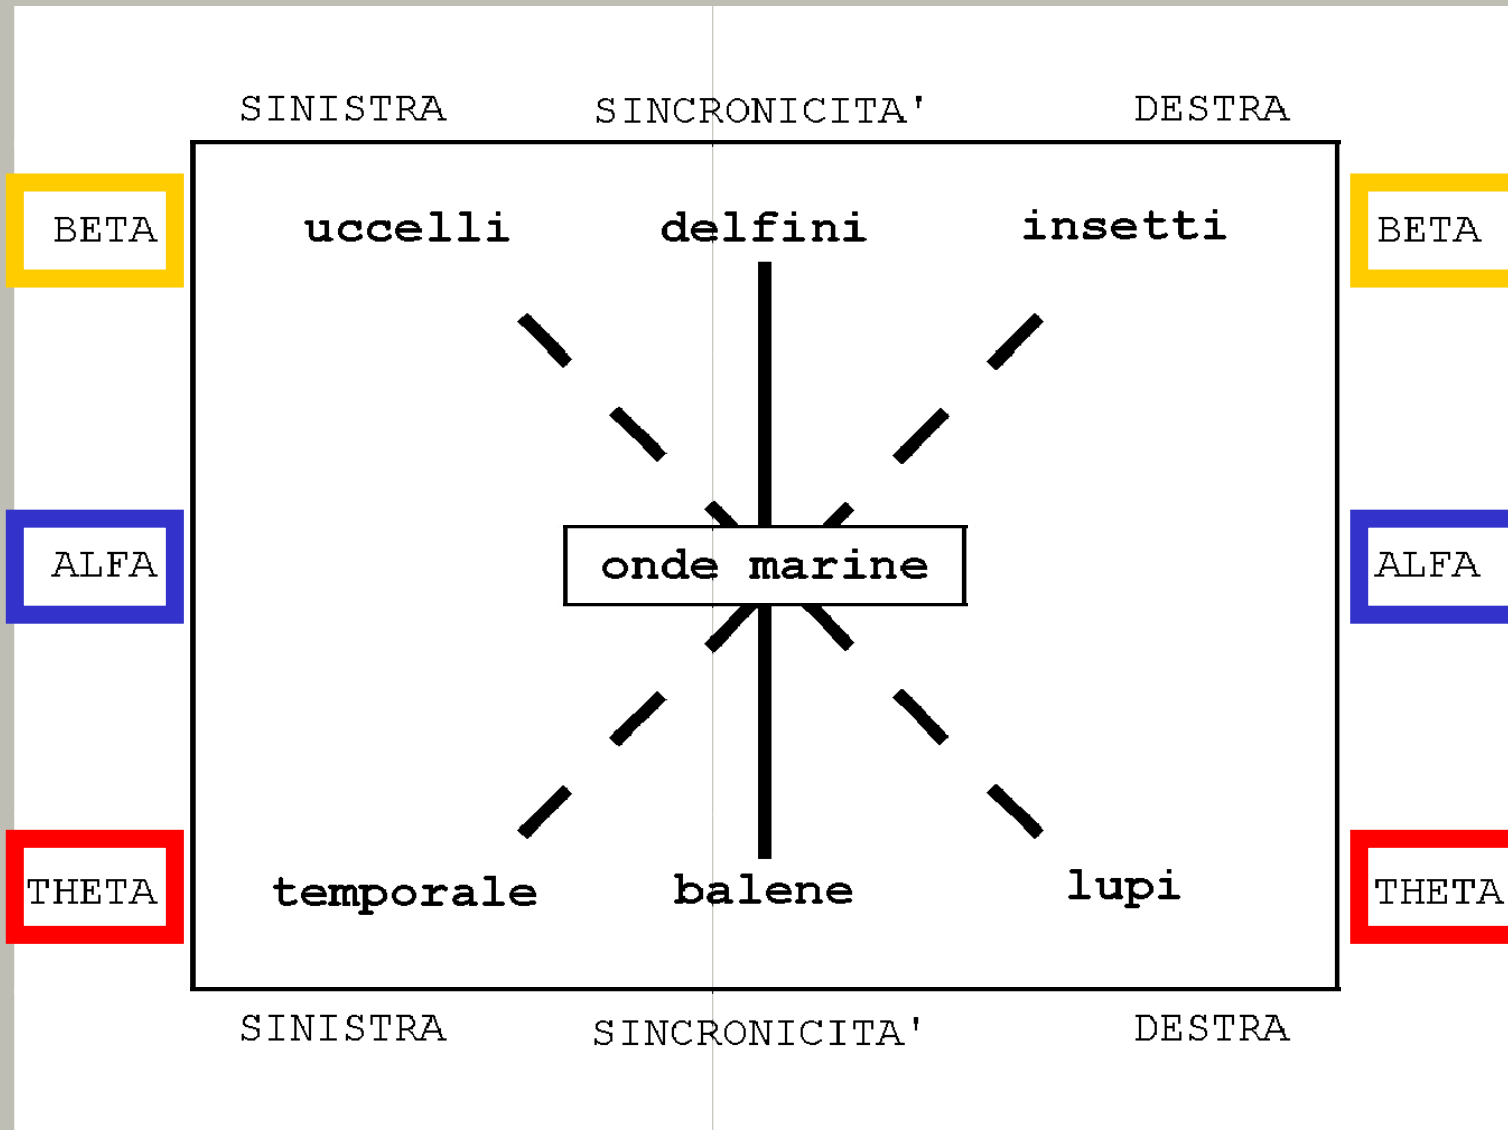 SINISTRA SINCRONICITA' DESTRA
BETA uccelli delfini insetti BETA
ALFA onde marine ALFA
THETA temporale balene lupi THETA
SINISTRA SINCRONICITA' DESTRA